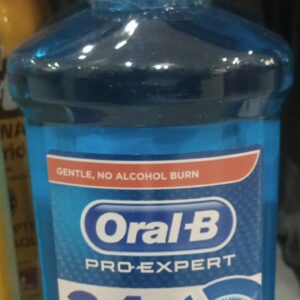 GENTLE, NO ALCOHOL BURN
Oral-B
PRO-EXPERT